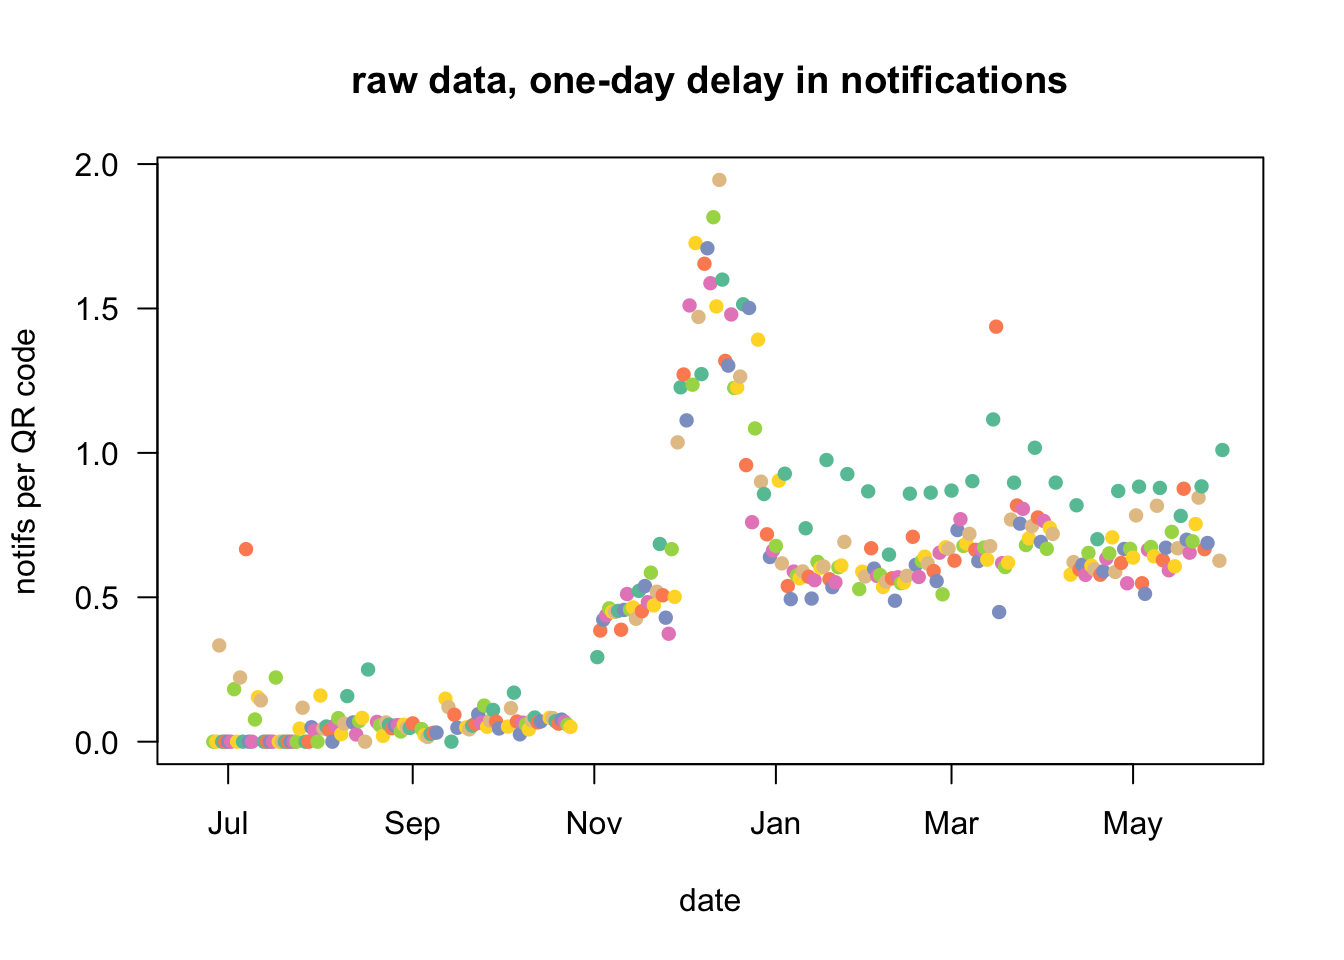 raw data, one-day delay in notifications
notifs per QR code
2.0
1.5
1.0
0.5
0.0
Jul Sep Nov Jan Mar May
date